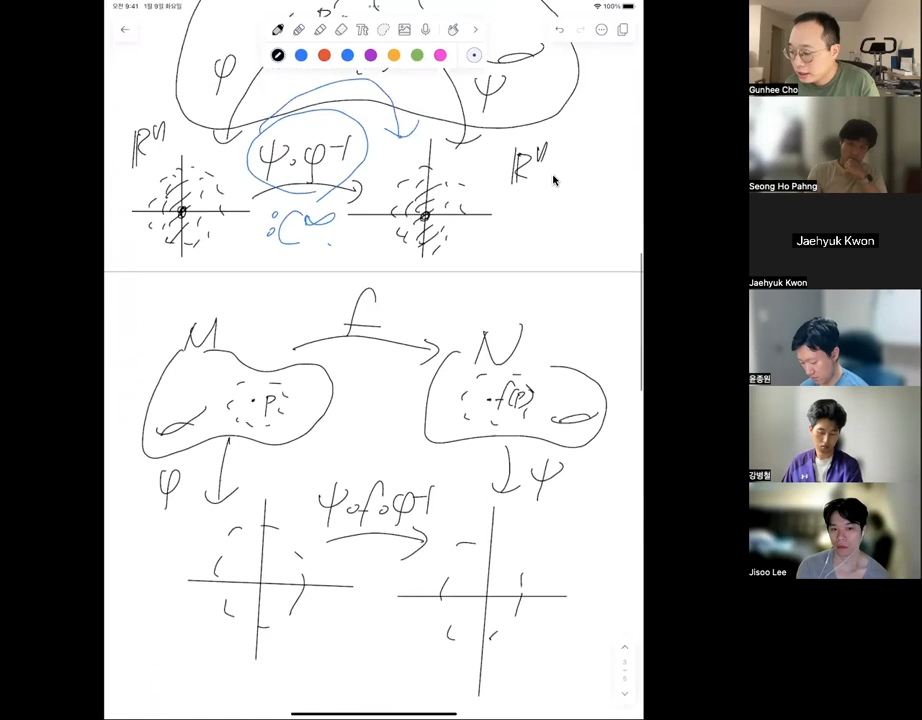 오전 9:41 1월 9일 화요일
100%
Tt
φ
ψ
ℝⁿ
ψ∘φ⁻¹
ℝⁿ
: C∞
f
M
N
p
f(p)
φ
ψ∘f∘φ⁻¹
ψ
Gunhee Cho
Seong Ho Pahng
Jaehyuk Kwon
Jaehyuk Kwon
윤종원
강병철
Jisoo Lee